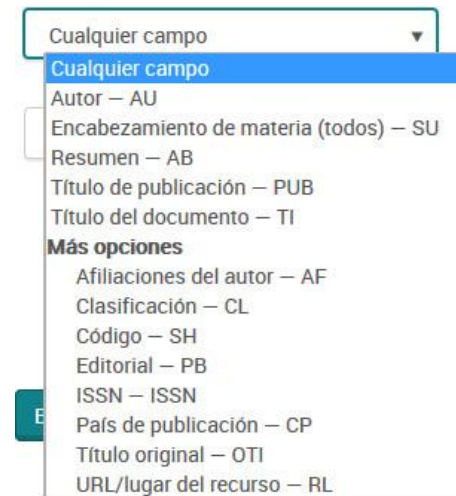 Cualquier campo
Cualquier campo
Autor — AU
Encabezamiento de materia (todos) — SU
Resumen — AB
Título de publicación — PUB
Título del documento — TI
Más opciones
Afiliaciones del autor — AF
Clasificación — CL
Código — SH
Editorial — PB
ISSN — ISSN
País de publicación — CP
Título original — OTI
URL/lugar del recurso — RL